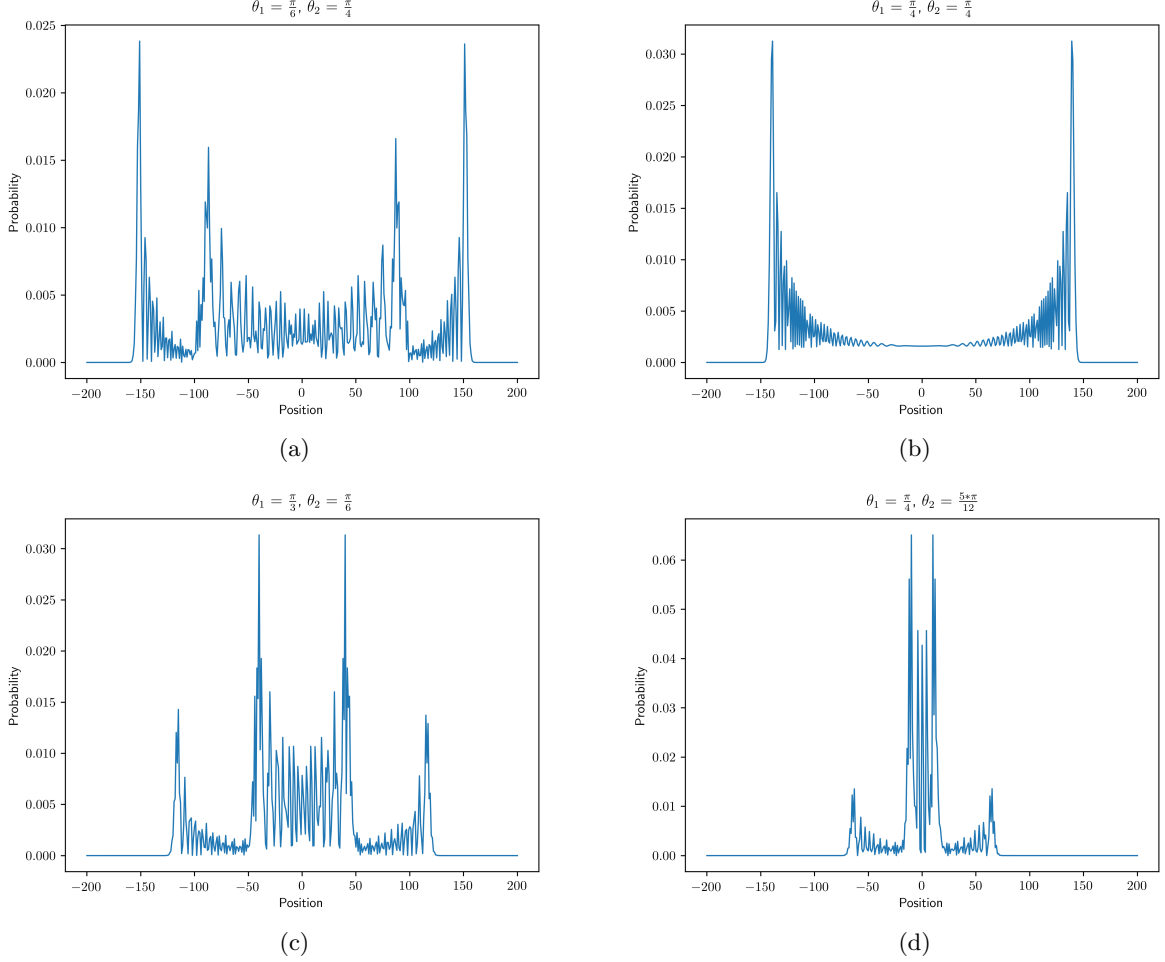 θ₁ = π/6, θ₂ = π/4
0.025
0.020
0.015
0.010
0.005
0.000
Probability
−200 −150 −100 −50 0 50 100 150 200
Position
(a)
θ₁ = π/4, θ₂ = π/4
0.030
0.025
0.020
0.015
0.010
0.005
0.000
Probability
−200 −150 −100 −50 0 50 100 150 200
Position
(b)
θ₁ = π/3, θ₂ = π/6
0.030
0.025
0.020
0.015
0.010
0.005
0.000
Probability
−200 −150 −100 −50 0 50 100 150 200
Position
(c)
θ₁ = π/4, θ₂ = 5*π/12
0.06
0.05
0.04
0.03
0.02
0.01
0.00
Probability
−200 −150 −100 −50 0 50 100 150 200
Position
(d)